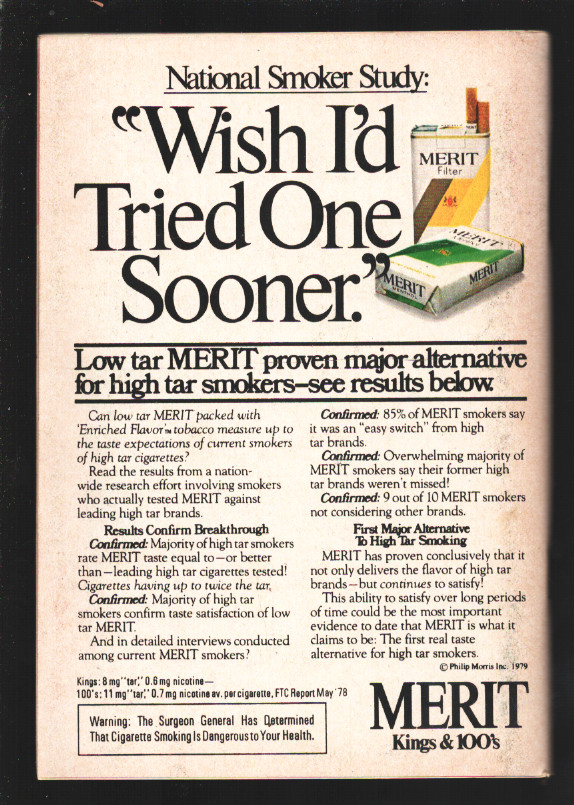 National Smoker Study:
“Wish I’d
Tried One
Sooner.”
MERIT
Filter
MERIT
MERIT
MERIT
MENTHOL
Low tar MERIT proven major alternative
for high tar smokers—see results below.
Can low tar MERIT packed with
‘Enriched Flavor’™ tobacco measure up to
the taste expectations of current smokers
of high tar cigarettes?
Read the results from a nation-
wide research effort involving smokers
who actually tested MERIT against
leading high tar brands.
Results Confirm Breakthrough
Confirmed: Majority of high tar smokers
rate MERIT taste equal to—or better
than—leading high tar cigarettes tested!
Cigarettes having up to twice the tar.
Confirmed: Majority of high tar
smokers confirm taste satisfaction of low
tar MERIT.
And in detailed interviews conducted
among current MERIT smokers?
Confirmed: 85% of MERIT smokers say
it was an “easy switch” from high
tar brands.
Confirmed: Overwhelming majority of
MERIT smokers say their former high
tar brands weren’t missed!
Confirmed: 9 out of 10 MERIT smokers
not considering other brands.
First Major Alternative
To High Tar Smoking
MERIT has proven conclusively that it
not only delivers the flavor of high tar
brands—but continues to satisfy!
This ability to satisfy over long periods
of time could be the most important
evidence to date that MERIT is what it
claims to be: The first real taste
alternative for high tar smokers.
© Philip Morris Inc. 1979
Kings: 8 mg "tar," 0.6 mg nicotine—
100's: 11 mg "tar," 0.7 mg nicotine av. per cigarette, FTC Report May '78
Warning: The Surgeon General Has Determined
That Cigarette Smoking Is Dangerous to Your Health.
MERIT
Kings & 100's